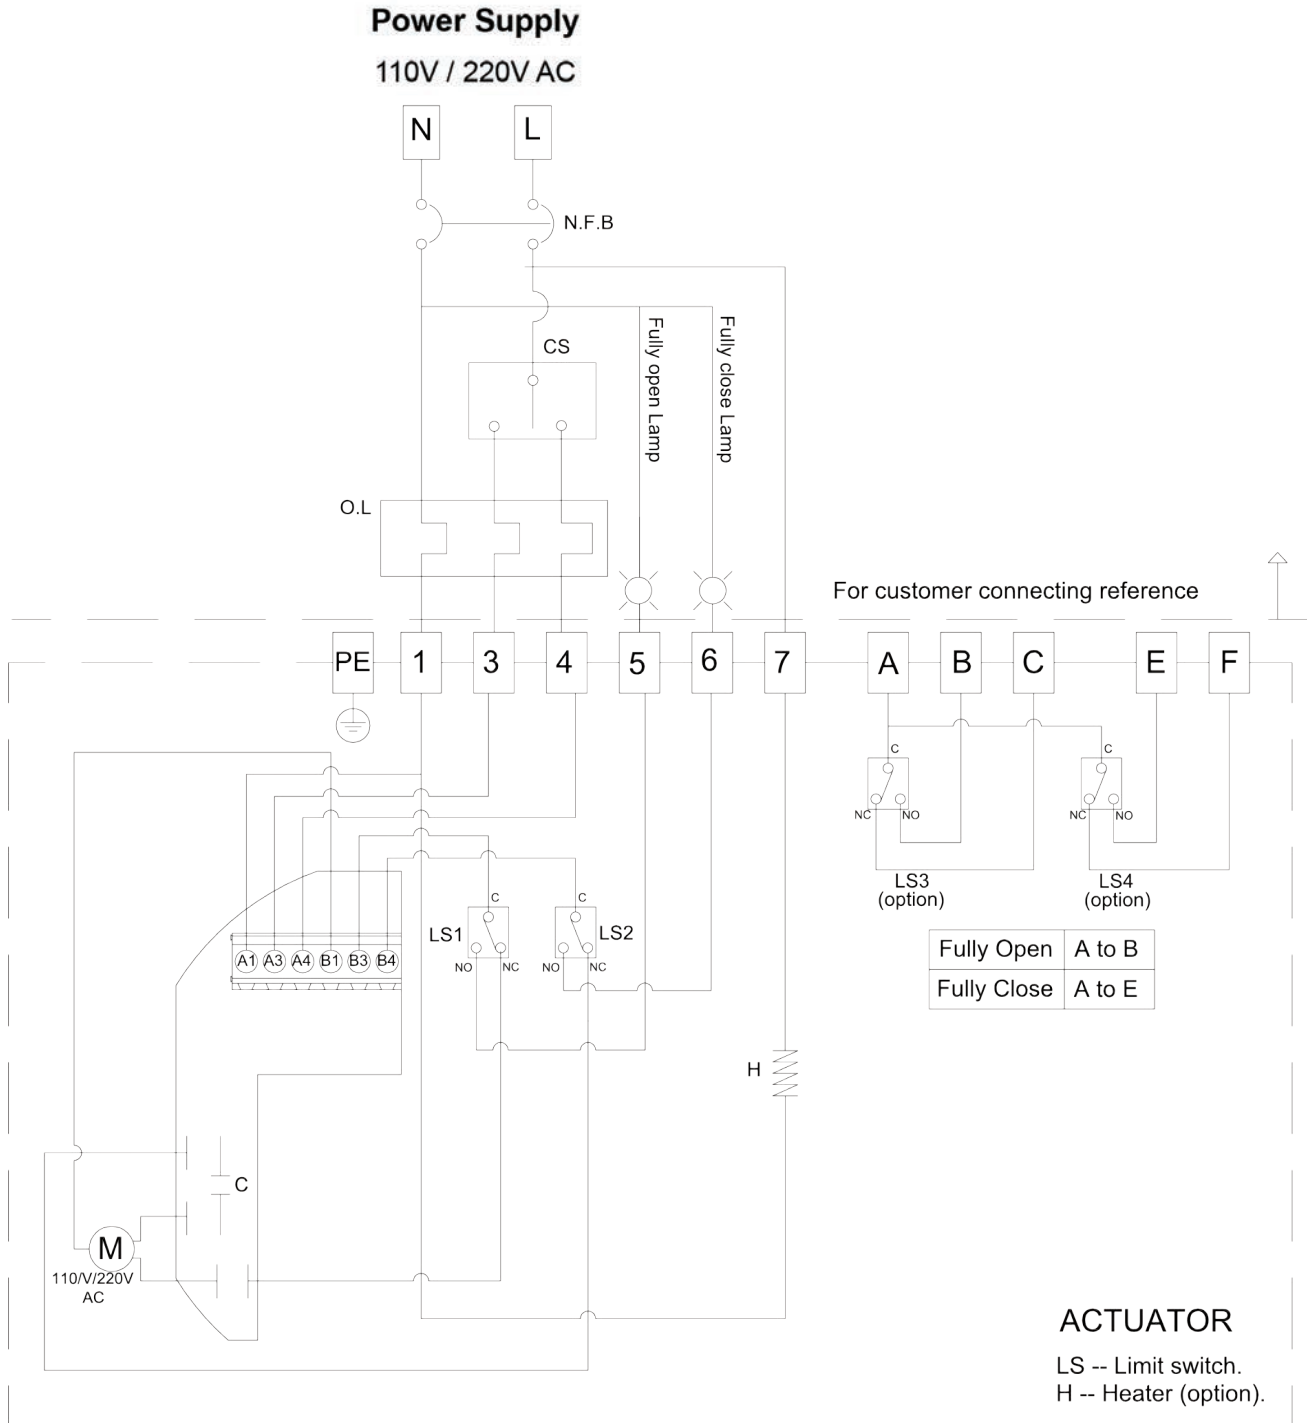 Power Supply
110V / 220V AC
N L
N.F.B
CS
Fully open Lamp
Fully close Lamp
O.L
For customer connecting reference
PE 1 3 4 5 6 7 A B C E F
C C
NC NO NC NO
LS3
(option)
LS4
(option)
C C
LS1 LS2
NO NC NO NC
A1 A3 A4 B1 B3 B4
Fully Open A to B
Fully Close A to E
H
C
M
110/V/220V
AC
ACTUATOR
LS -- Limit switch.
H -- Heater (option).